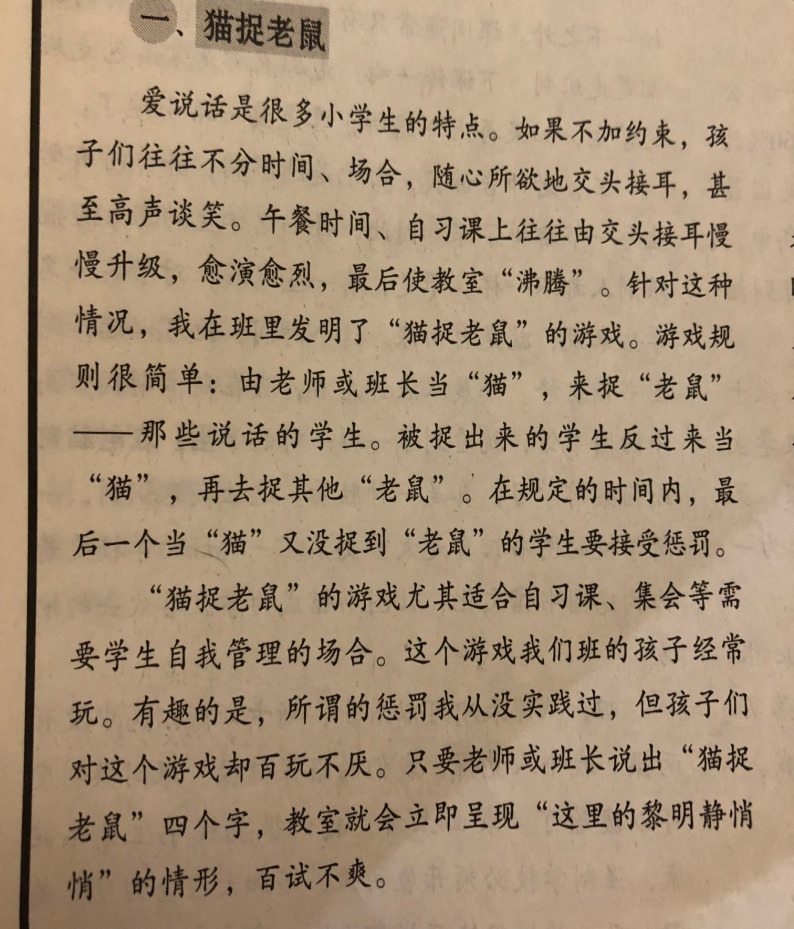 一、猫捉老鼠
爱说话是很多小学生的特点。如果不加约束，孩
子们往往不分时间、场合，随心所欲地交头接耳，甚
至高声谈笑。午餐时间、自习课上往往由交头接耳慢
慢升级，愈演愈烈，最后使教室“沸腾”。针对这种
情况，我在班里发明了“猫捉老鼠”的游戏。游戏规
则很简单：由老师或班长当“猫”，来捉“老鼠”
——那些说话的学生。被捉出来的学生反过来当
“猫”，再去捉其他“老鼠”。在规定的时间内，最
后一个当“猫”又没捉到“老鼠”的学生要接受惩罚。
“猫捉老鼠”的游戏尤其适合自习课、集会等需
要学生自我管理的场合。这个游戏我们班的孩子经常
玩。有趣的是，所谓的惩罚我从没实践过，但孩子们
对这个游戏却百玩不厌。只要老师或班长说出“猫捉
老鼠”四个字，教室就会立即呈现“这里的黎明静悄
悄”的情形，百试不爽。